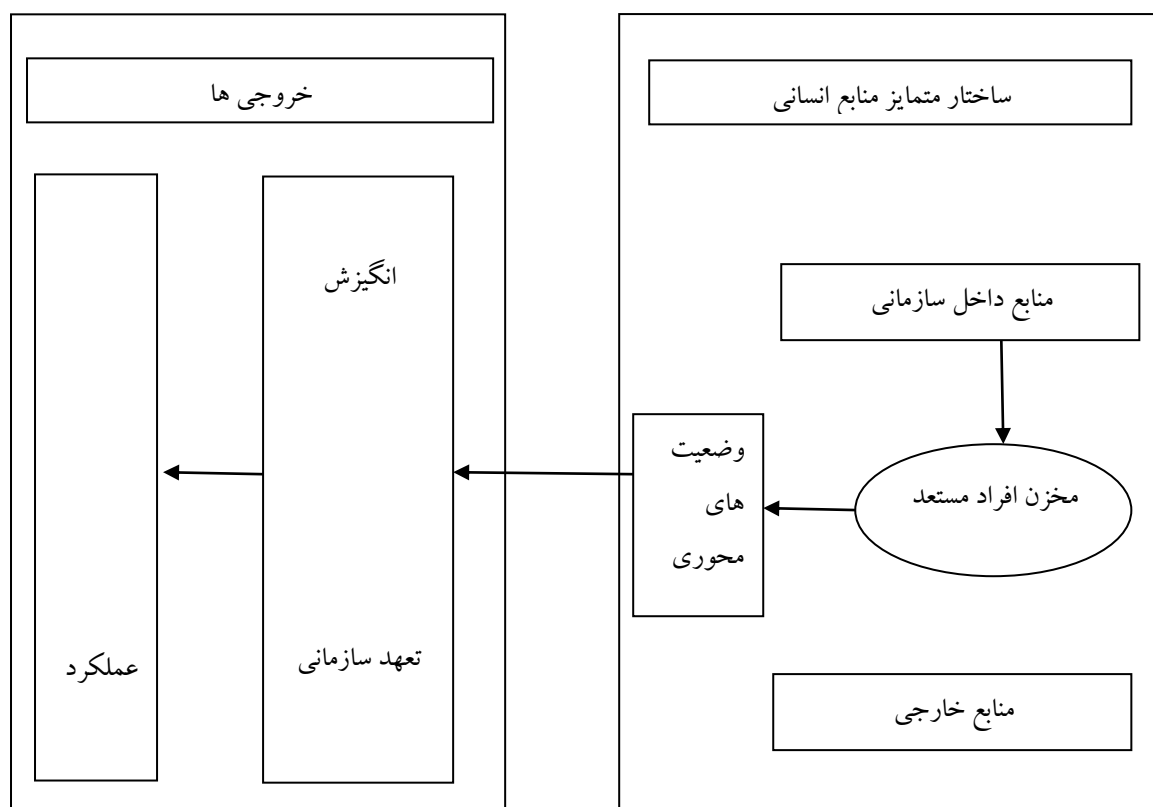 ساختار متمایز منابع انسانی
منابع داخل سازمانی
مخزن افراد مستعد
وضعیت
های
محوری
منابع خارجی
خروجی ها
انگیزش
تعهد سازمانی
عملکرد